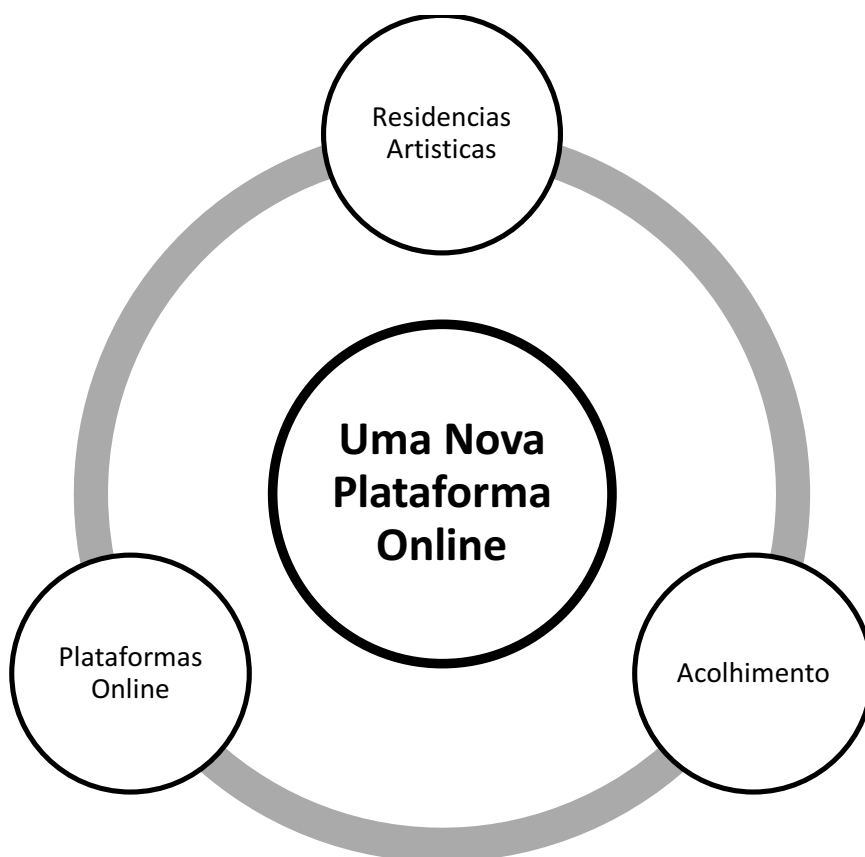 Residencias
Artisticas
Uma Nova
Plataforma
Online
Plataformas
Online
Acolhimento